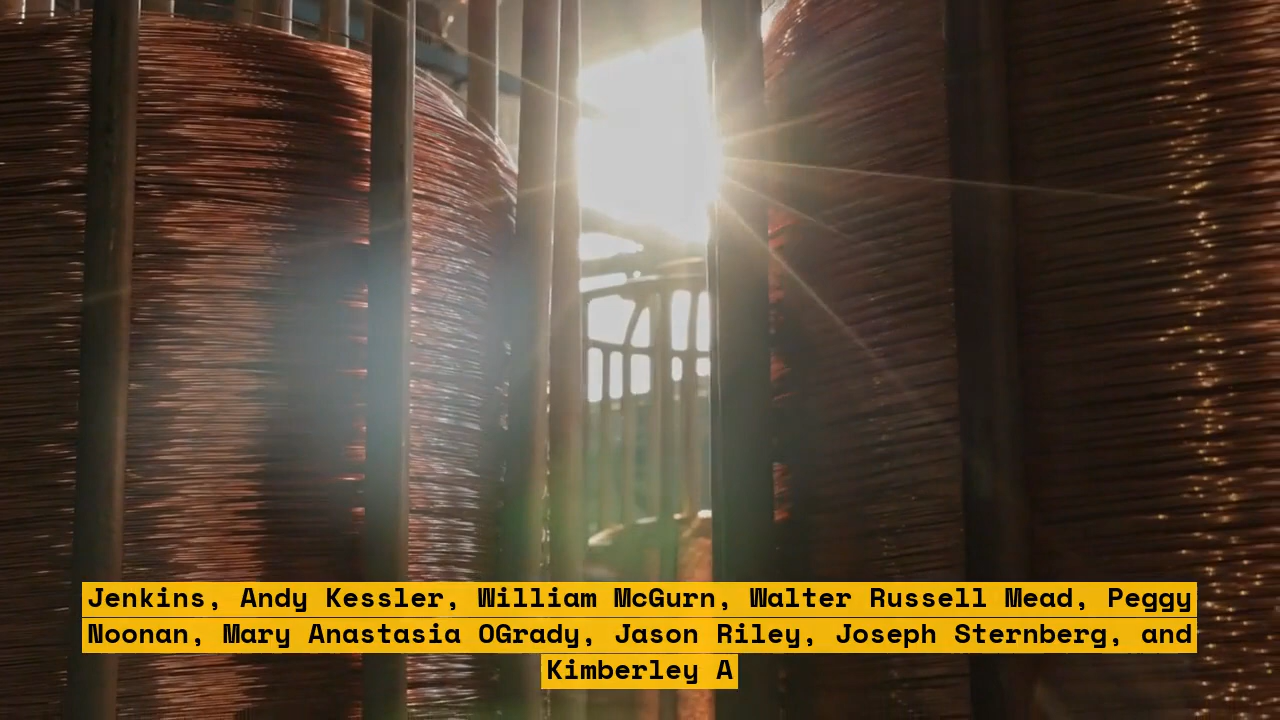 Jenkins, Andy Kessler, William McGurn, Walter Russell Mead, Peggy
Noonan, Mary Anastasia OGrady, Jason Riley, Joseph Sternberg, and
Kimberley A